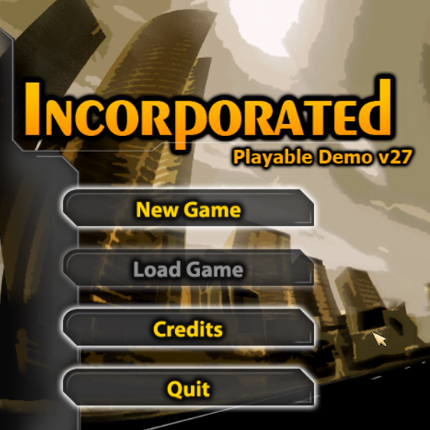 Incorporated
Playable Demo v27
New Game
Load Game
Credits
Quit